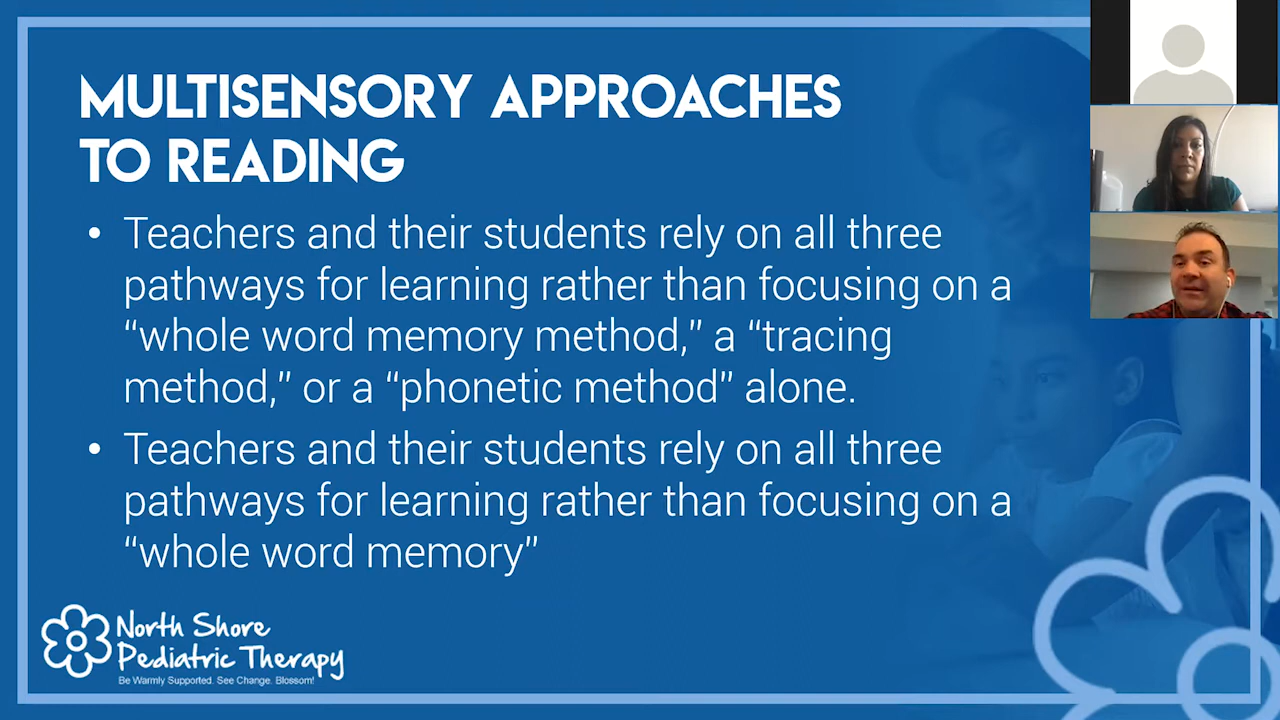 MULTISENSORY APPROACHES
TO READING
• Teachers and their students rely on all three
pathways for learning rather than focusing on a
“whole word memory method,” a “tracing
method,” or a “phonetic method” alone.
• Teachers and their students rely on all three
pathways for learning rather than focusing on a
“whole word memory”
North Shore
Pediatric Therapy
Be Warmly Supported. See Change. Blossom!